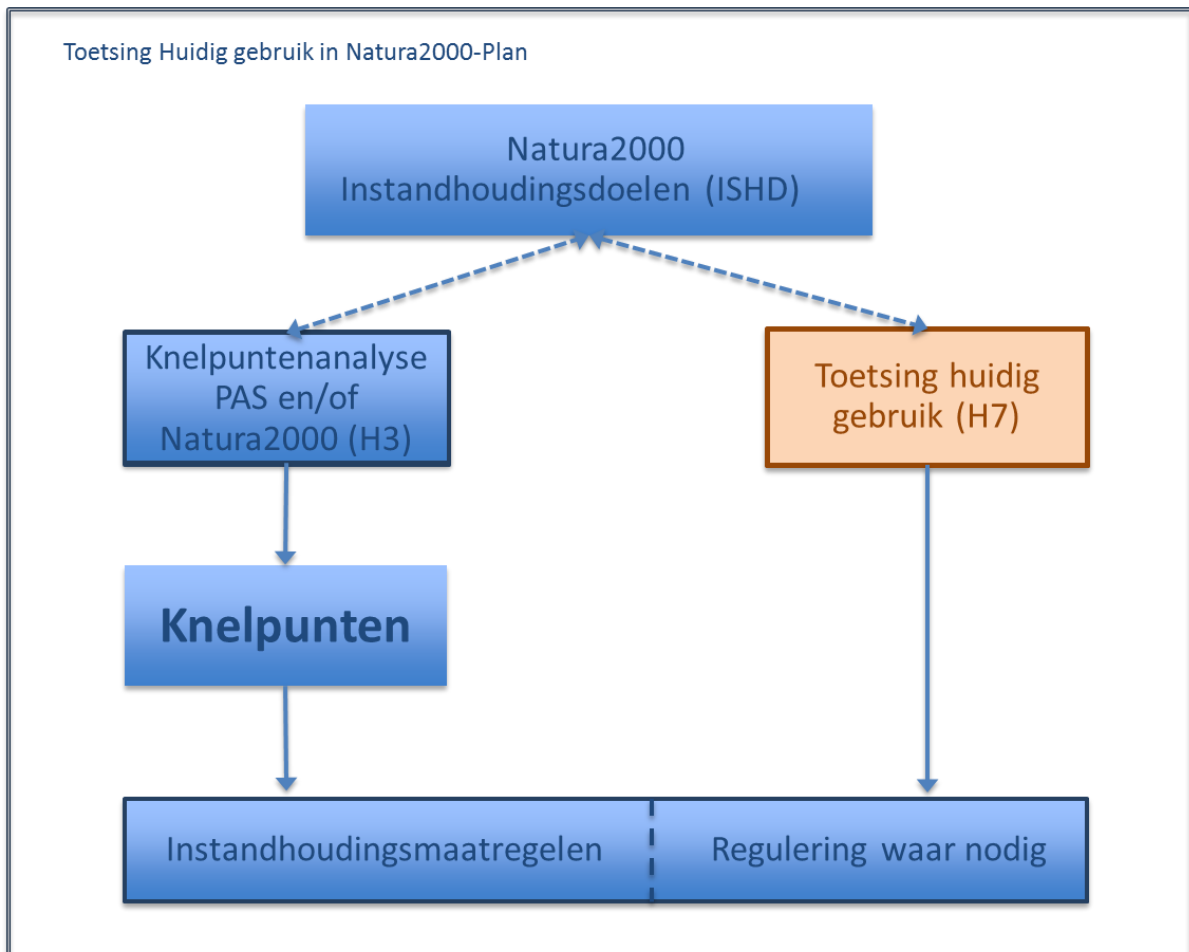 Toetsing Huidig gebruik in Natura2000-Plan
Natura2000
Instandhoudingsdoelen (ISHD)
Knelpuntenanalyse
PAS en/of
Natura2000 (H3)
Toetsing huidig
gebruik (H7)
Knelpunten
Instandhoudingsmaatregelen
Regulering waar nodig